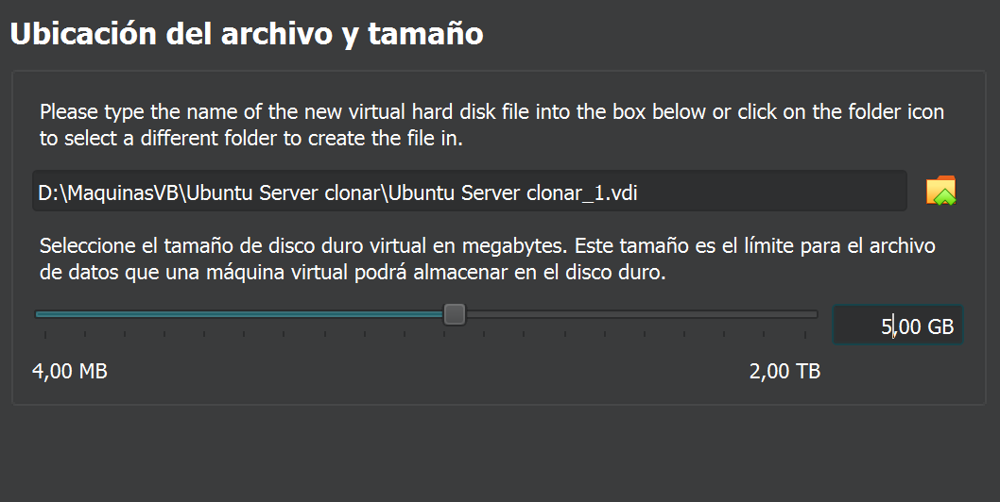 Ubicación del archivo y tamaño
Please type the name of the new virtual hard disk file into the box below or click on the folder icon
to select a different folder to create the file in.
D:\MaquinasVB\Ubuntu Server clonar\Ubuntu Server clonar_1.vdi
Seleccione el tamaño de disco duro virtual en megabytes. Este tamaño es el límite para el archivo
de datos que una máquina virtual podrá almacenar en el disco duro.
5,00 GB
4,00 MB 2,00 TB